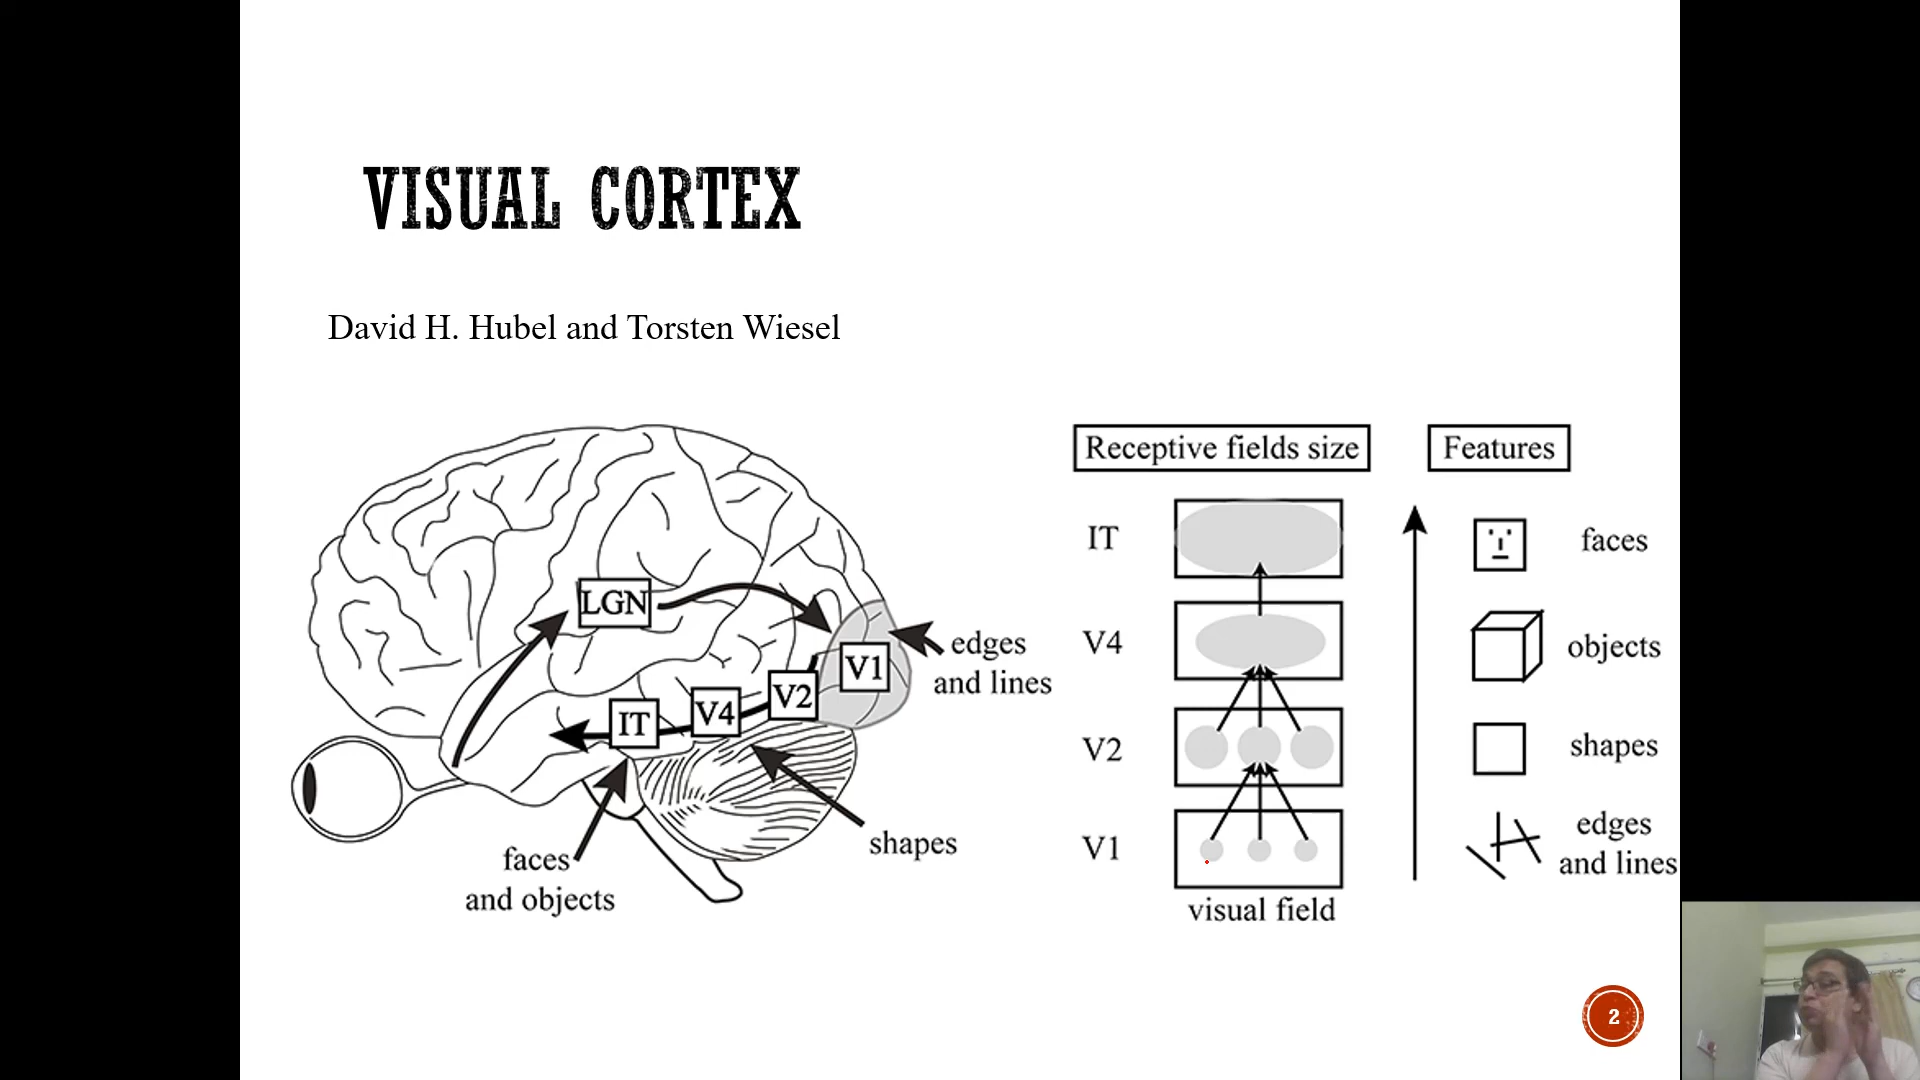 VISUAL CORTEX
David H. Hubel and Torsten Wiesel
LGN
V1
V2
V4
IT
edges
and lines
shapes
faces
and objects
Receptive fields size
Features
IT
faces
V4
objects
V2
shapes
V1
edges
and lines
visual field
2